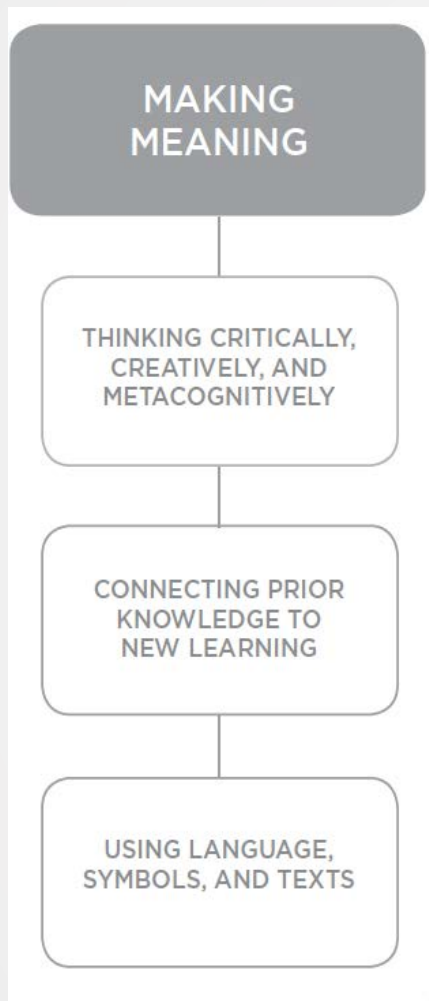 MAKING
MEANING
THINKING CRITICALLY,
CREATIVELY, AND
METACOGNITIVELY
CONNECTING PRIOR
KNOWLEDGE TO
NEW LEARNING
USING LANGUAGE,
SYMBOLS, AND TEXTS